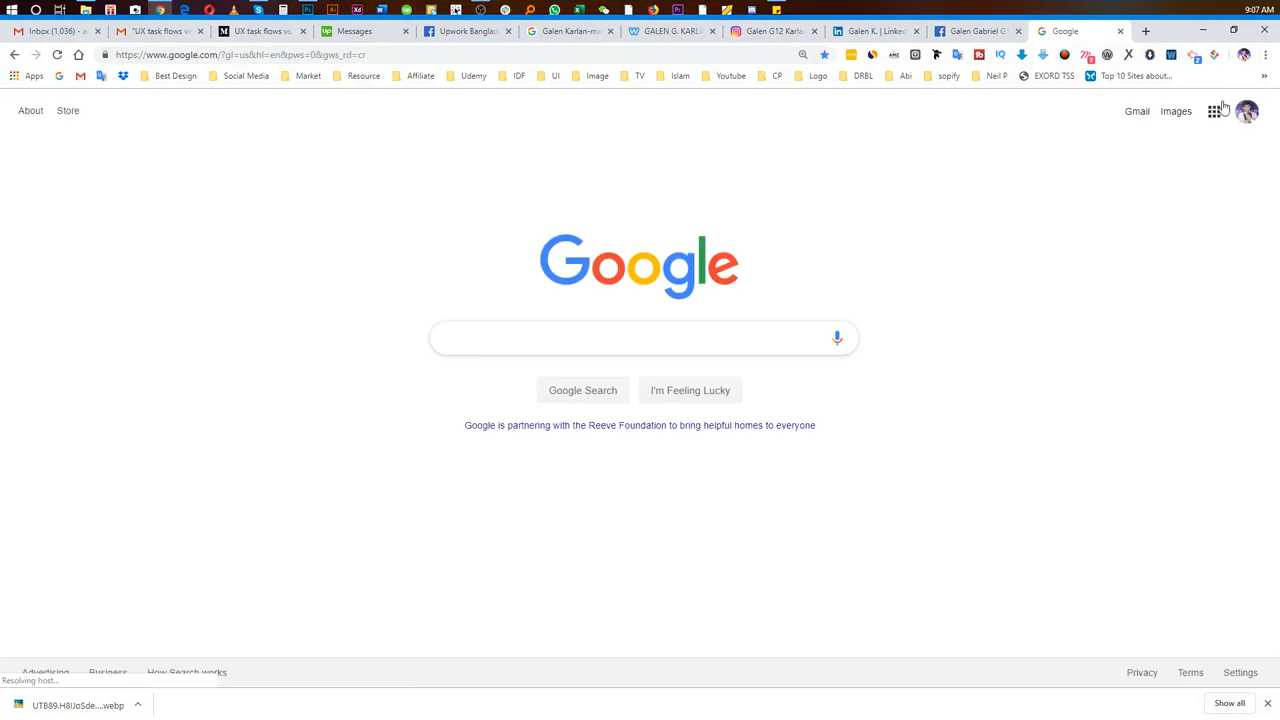 9:07 AM
Inbox (1,036) - a
"UX task flows ve
UX task flows vs.
Messages
Upwork Banglad
Galen Karlan-ma
GALEN G. KARLA
Galen G12 Karla
Galen K. | Linked
Galen Gabriel G
Google
https://www.google.com/?gl=us&hl=en&pws=0&gws_rd=cr
Apps
Best Design
Social Media
Market
Resource
Affiliate
Udemy
IDF
UI
Image
TV
Islam
Youtube
CP
Logo
DRBL
Abi
sopify
Neil P
EXORD TSS
Top 10 Sites about...
About
Store
Gmail
Images
Google
Google Search
I'm Feeling Lucky
Google is partnering with the Reeve Foundation to bring helpful homes to everyone
Advertising
Business
How Search works
Privacy
Terms
Settings
Resolving host...
UTB89.H8IJoSde....webp
Show all